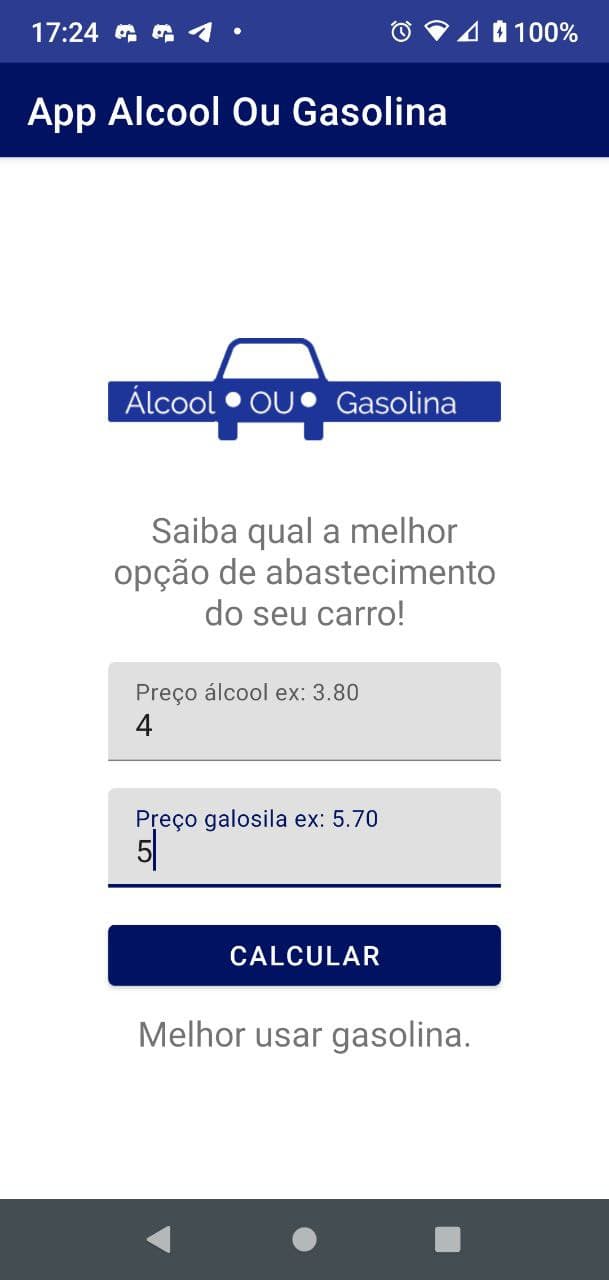 17:24
100%
App Alcool Ou Gasolina
Álcool OU Gasolina
Saiba qual a melhor
opção de abastecimento
do seu carro!
Preço álcool ex: 3.80
4
Preço galosila ex: 5.70
5
CALCULAR
Melhor usar gasolina.